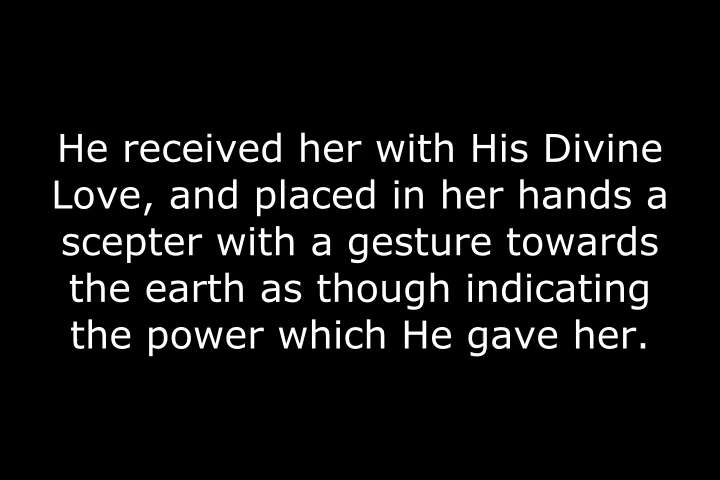 He received her with His Divine
Love, and placed in her hands a
scepter with a gesture towards
the earth as though indicating
the power which He gave her.